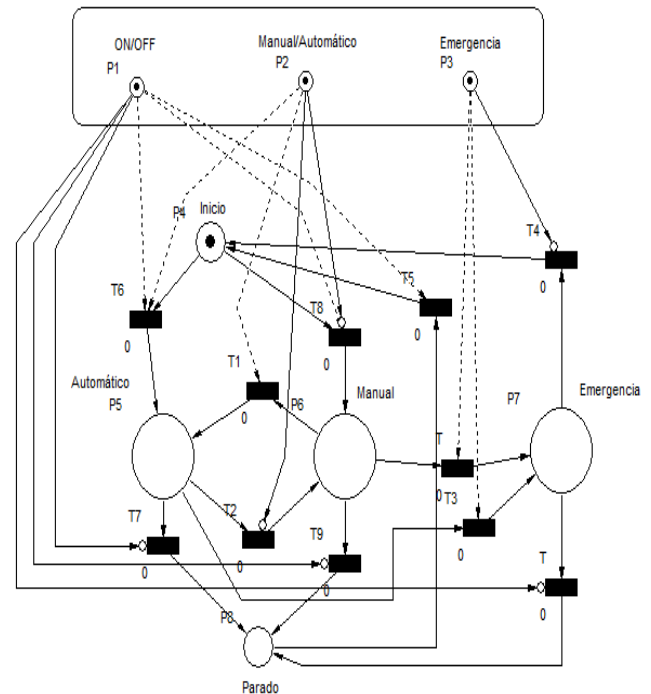 ON/OFF
P1
Manual/Automático
P2
Emergencia
P3
P4
Inicio
T4
0
T5
0
T6
0
T8
0
T1
0
Automático
P5
P6
Manual
P7
Emergencia
T
0
T3
0
T7
0
T2
0
T9
0
T
0
P8
Parado